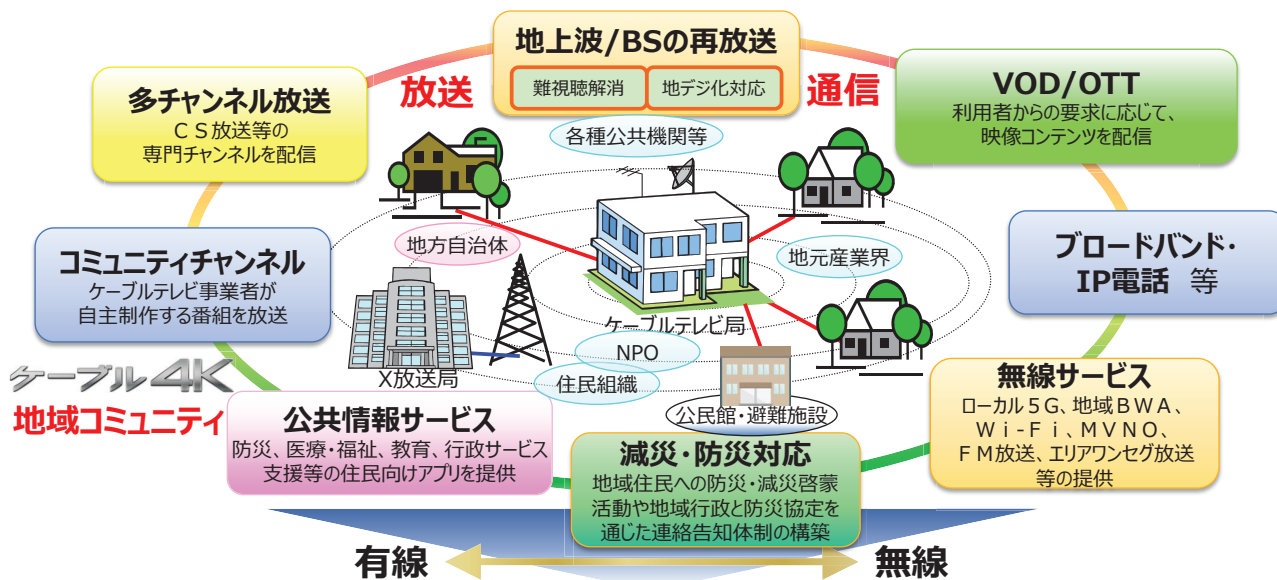 地上波/BSの再放送
難視聴解消
地デジ化対応
放送
通信
多チャンネル放送
ＣＳ放送等の
専門チャンネルを配信
VOD/OTT
利用者からの要求に応じて、
映像コンテンツを配信
各種公共機関等
地方自治体
地元産業界
コミュニティチャンネル
ケーブルテレビ事業者が
自主制作する番組を放送
ブロードバンド・
IP電話 等
ケーブルテレビ局
NPO
X放送局
住民組織
公民館・避難施設
ケーブル4K
地域コミュニティ
公共情報サービス
防災、医療・福祉、教育、行政サービス
支援等の住民向けアプリを提供
減災・防災対応
地域住民への防災・減災啓蒙
活動や地域行政と防災協定を
通じた連絡告知体制の構築
無線サービス
ローカル５G、地域ＢＷＡ、
Ｗｉ-Ｆｉ、ＭＶＮＯ、
ＦＭ放送、エリアワンセグ放送
等の提供
有線
無線